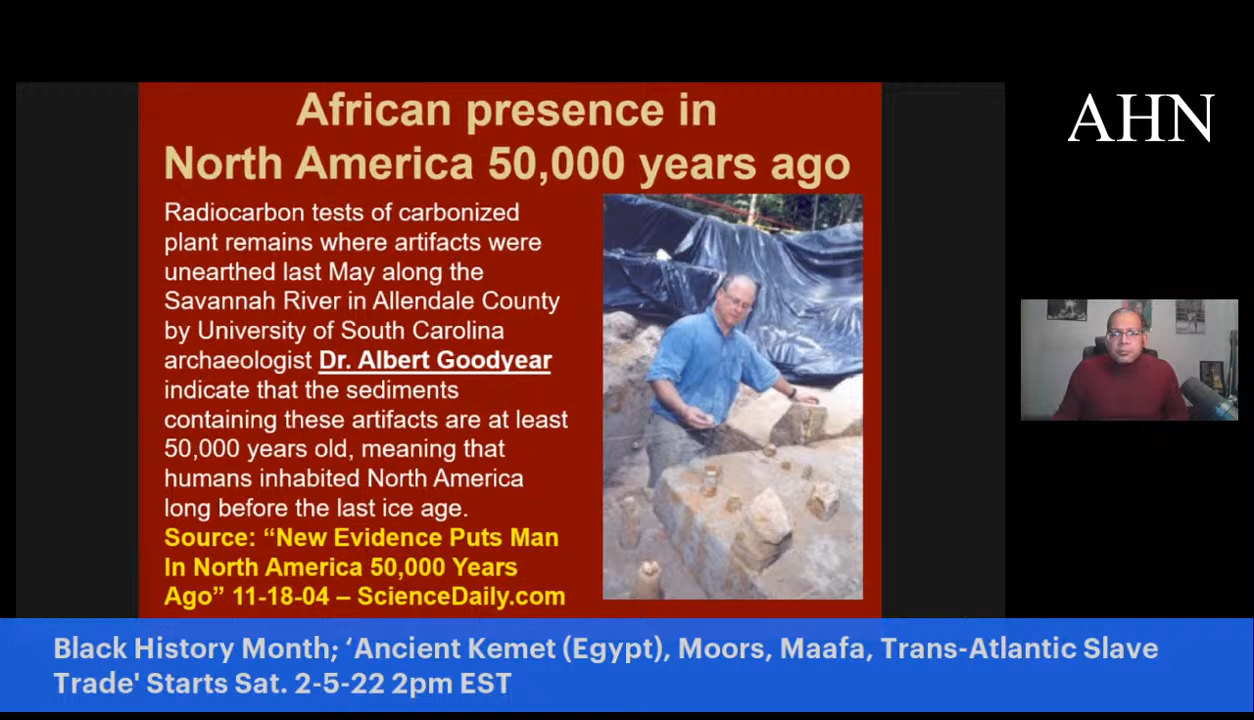 African presence in
North America 50,000 years ago
Radiocarbon tests of carbonized
plant remains where artifacts were
unearthed last May along the
Savannah River in Allendale County
by University of South Carolina
archaeologist Dr. Albert Goodyear
indicate that the sediments
containing these artifacts are at least
50,000 years old, meaning that
humans inhabited North America
long before the last ice age.
Source: “New Evidence Puts Man
In North America 50,000 Years
Ago” 11-18-04 – ScienceDaily.com
AHN
Black History Month; ‘Ancient Kemet (Egypt), Moors, Maafa, Trans-Atlantic Slave
Trade' Starts Sat. 2-5-22 2pm EST